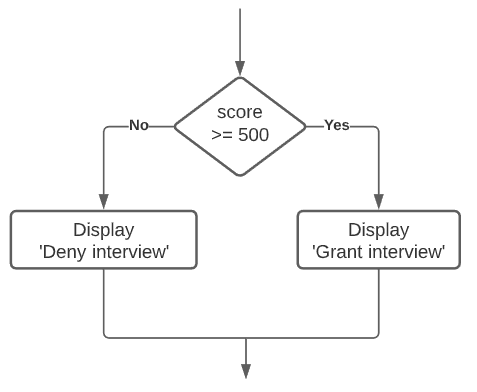 score
>= 500
No
Yes
Display
'Deny interview'
Display
'Grant interview'